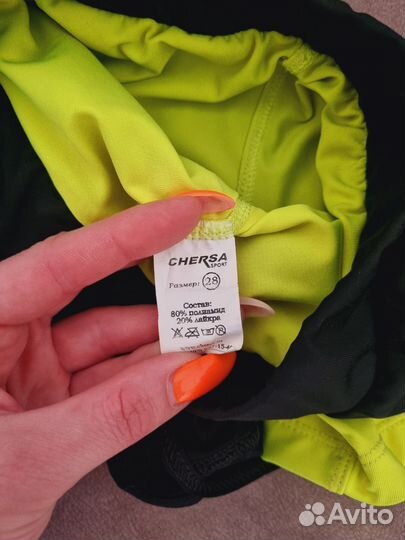 CHERSA
SPORT
Размер: 28
Состав:
80% полиамид
20% лайкра
Avito